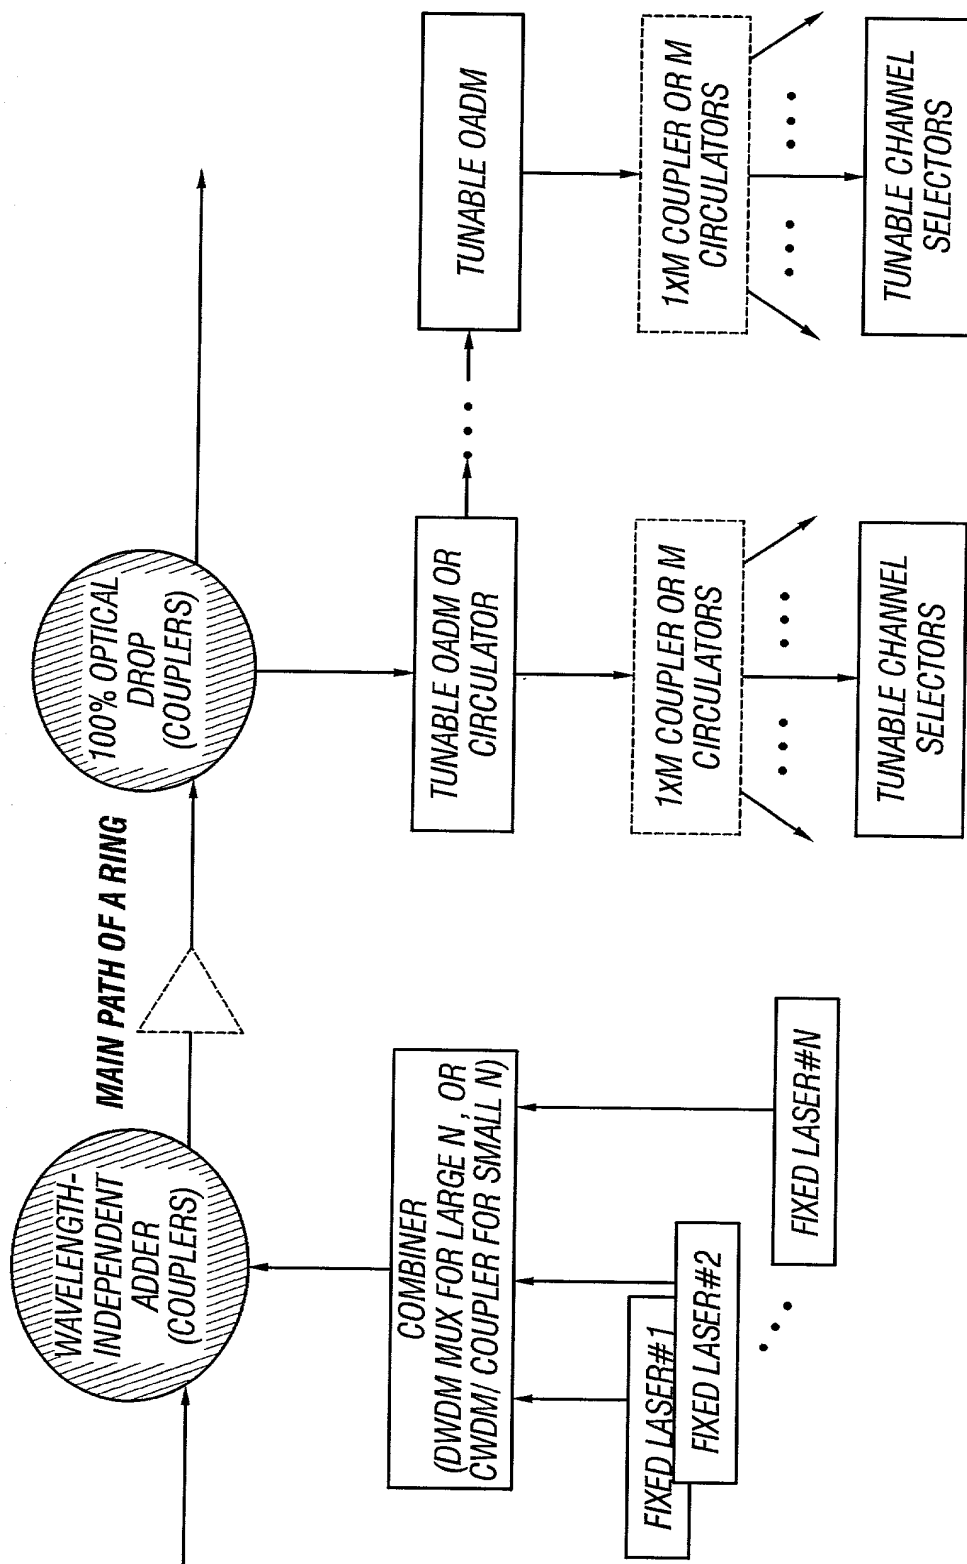 WAVELENGTH-
INDEPENDENT
ADDER
(COUPLERS)
MAIN PATH OF A RING
100% OPTICAL
DROP
(COUPLERS)
COMBINER
(DWDM MUX FOR LARGE N , OR
CWDM/ COUPLER FOR SMALL N)
FIXED LASER#1
FIXED LASER#2
FIXED LASER#N
TUNABLE OADM OR
CIRCULATOR
TUNABLE OADM
1xM COUPLER OR M
CIRCULATORS
1xM COUPLER OR M
CIRCULATORS
TUNABLE CHANNEL
SELECTORS
TUNABLE CHANNEL
SELECTORS